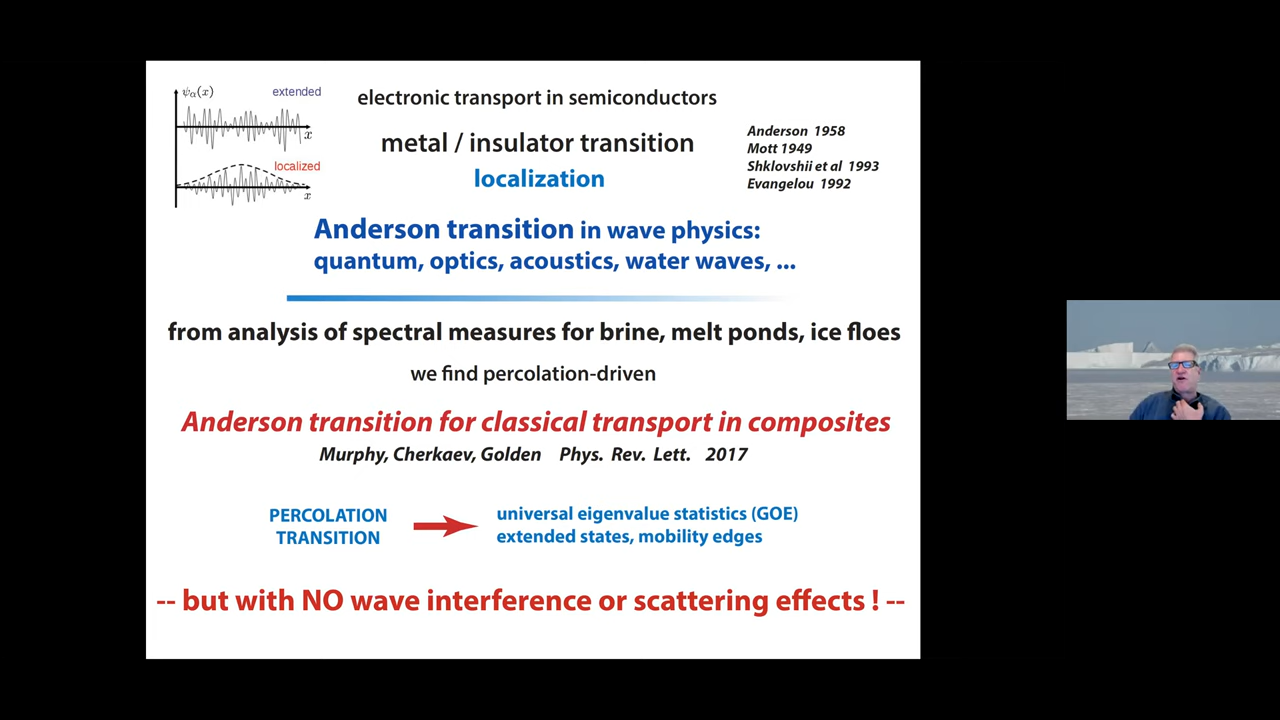 ψα(x)
extended
x
localized
x
electronic transport in semiconductors
metal / insulator transition
localization
Anderson 1958
Mott 1949
Shklovshii et al 1993
Evangelou 1992
Anderson transition in wave physics:
quantum, optics, acoustics, water waves, ...
from analysis of spectral measures for brine, melt ponds, ice floes
we find percolation-driven
Anderson transition for classical transport in composites
Murphy, Cherkaev, Golden Phys. Rev. Lett. 2017
PERCOLATION
TRANSITION
universal eigenvalue statistics (GOE)
extended states, mobility edges
-- but with NO wave interference or scattering effects ! --